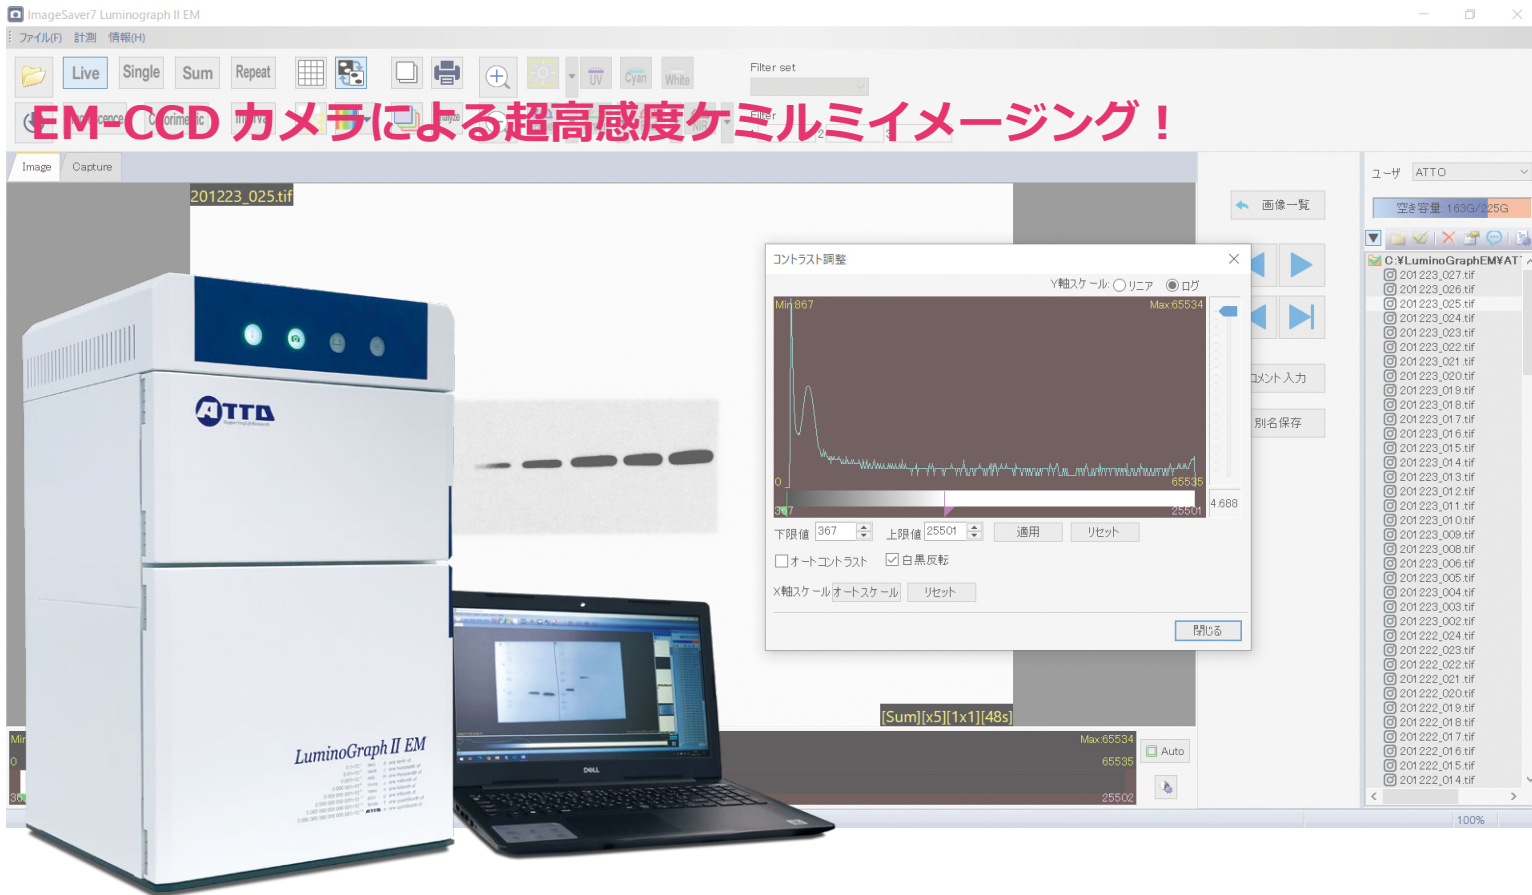 ImageSaver7 Luminograph II EM
ファイル(F) 計測 情報(H)
Live Single Sum Repeat UV Cyan White
Filter set
EM-CCD カメラによる超高感度ケミルミイメージング！
Filter
2
3
Image Capture
201223_025.tif
画像一覧
コメント入力
別名保存
ユーザ ATTO
空き容量: 163G/225G
C:¥LuminoGraphEM¥AT
201223_027.tif
201223_026.tif
201223_025.tif
201223_024.tif
201223_023.tif
201223_022.tif
201223_021.tif
201223_020.tif
201223_019.tif
201223_018.tif
201223_017.tif
201223_016.tif
201223_015.tif
201223_014.tif
201223_013.tif
201223_012.tif
201223_011.tif
201223_010.tif
201223_009.tif
201223_008.tif
201223_006.tif
201223_005.tif
201223_004.tif
201223_003.tif
201223_002.tif
201222_024.tif
201222_023.tif
201222_022.tif
201222_021.tif
201222_020.tif
201222_019.tif
201222_018.tif
201222_017.tif
201222_016.tif
201222_015.tif
201222_014.tif
100%
コントラスト調整
Y軸スケール: リニア ログ
Min:867 Max:65534
0 65535
367 25501
4.688
下限値 367 上限値 25501 適用 リセット
オートコントラスト 白黒反転
X軸スケール オートスケール リセット
閉じる
[Sum][x5][1x1][48s]
Max:65534
65535
25502
Auto
ATTO
LuminoGraph II EM
DELL